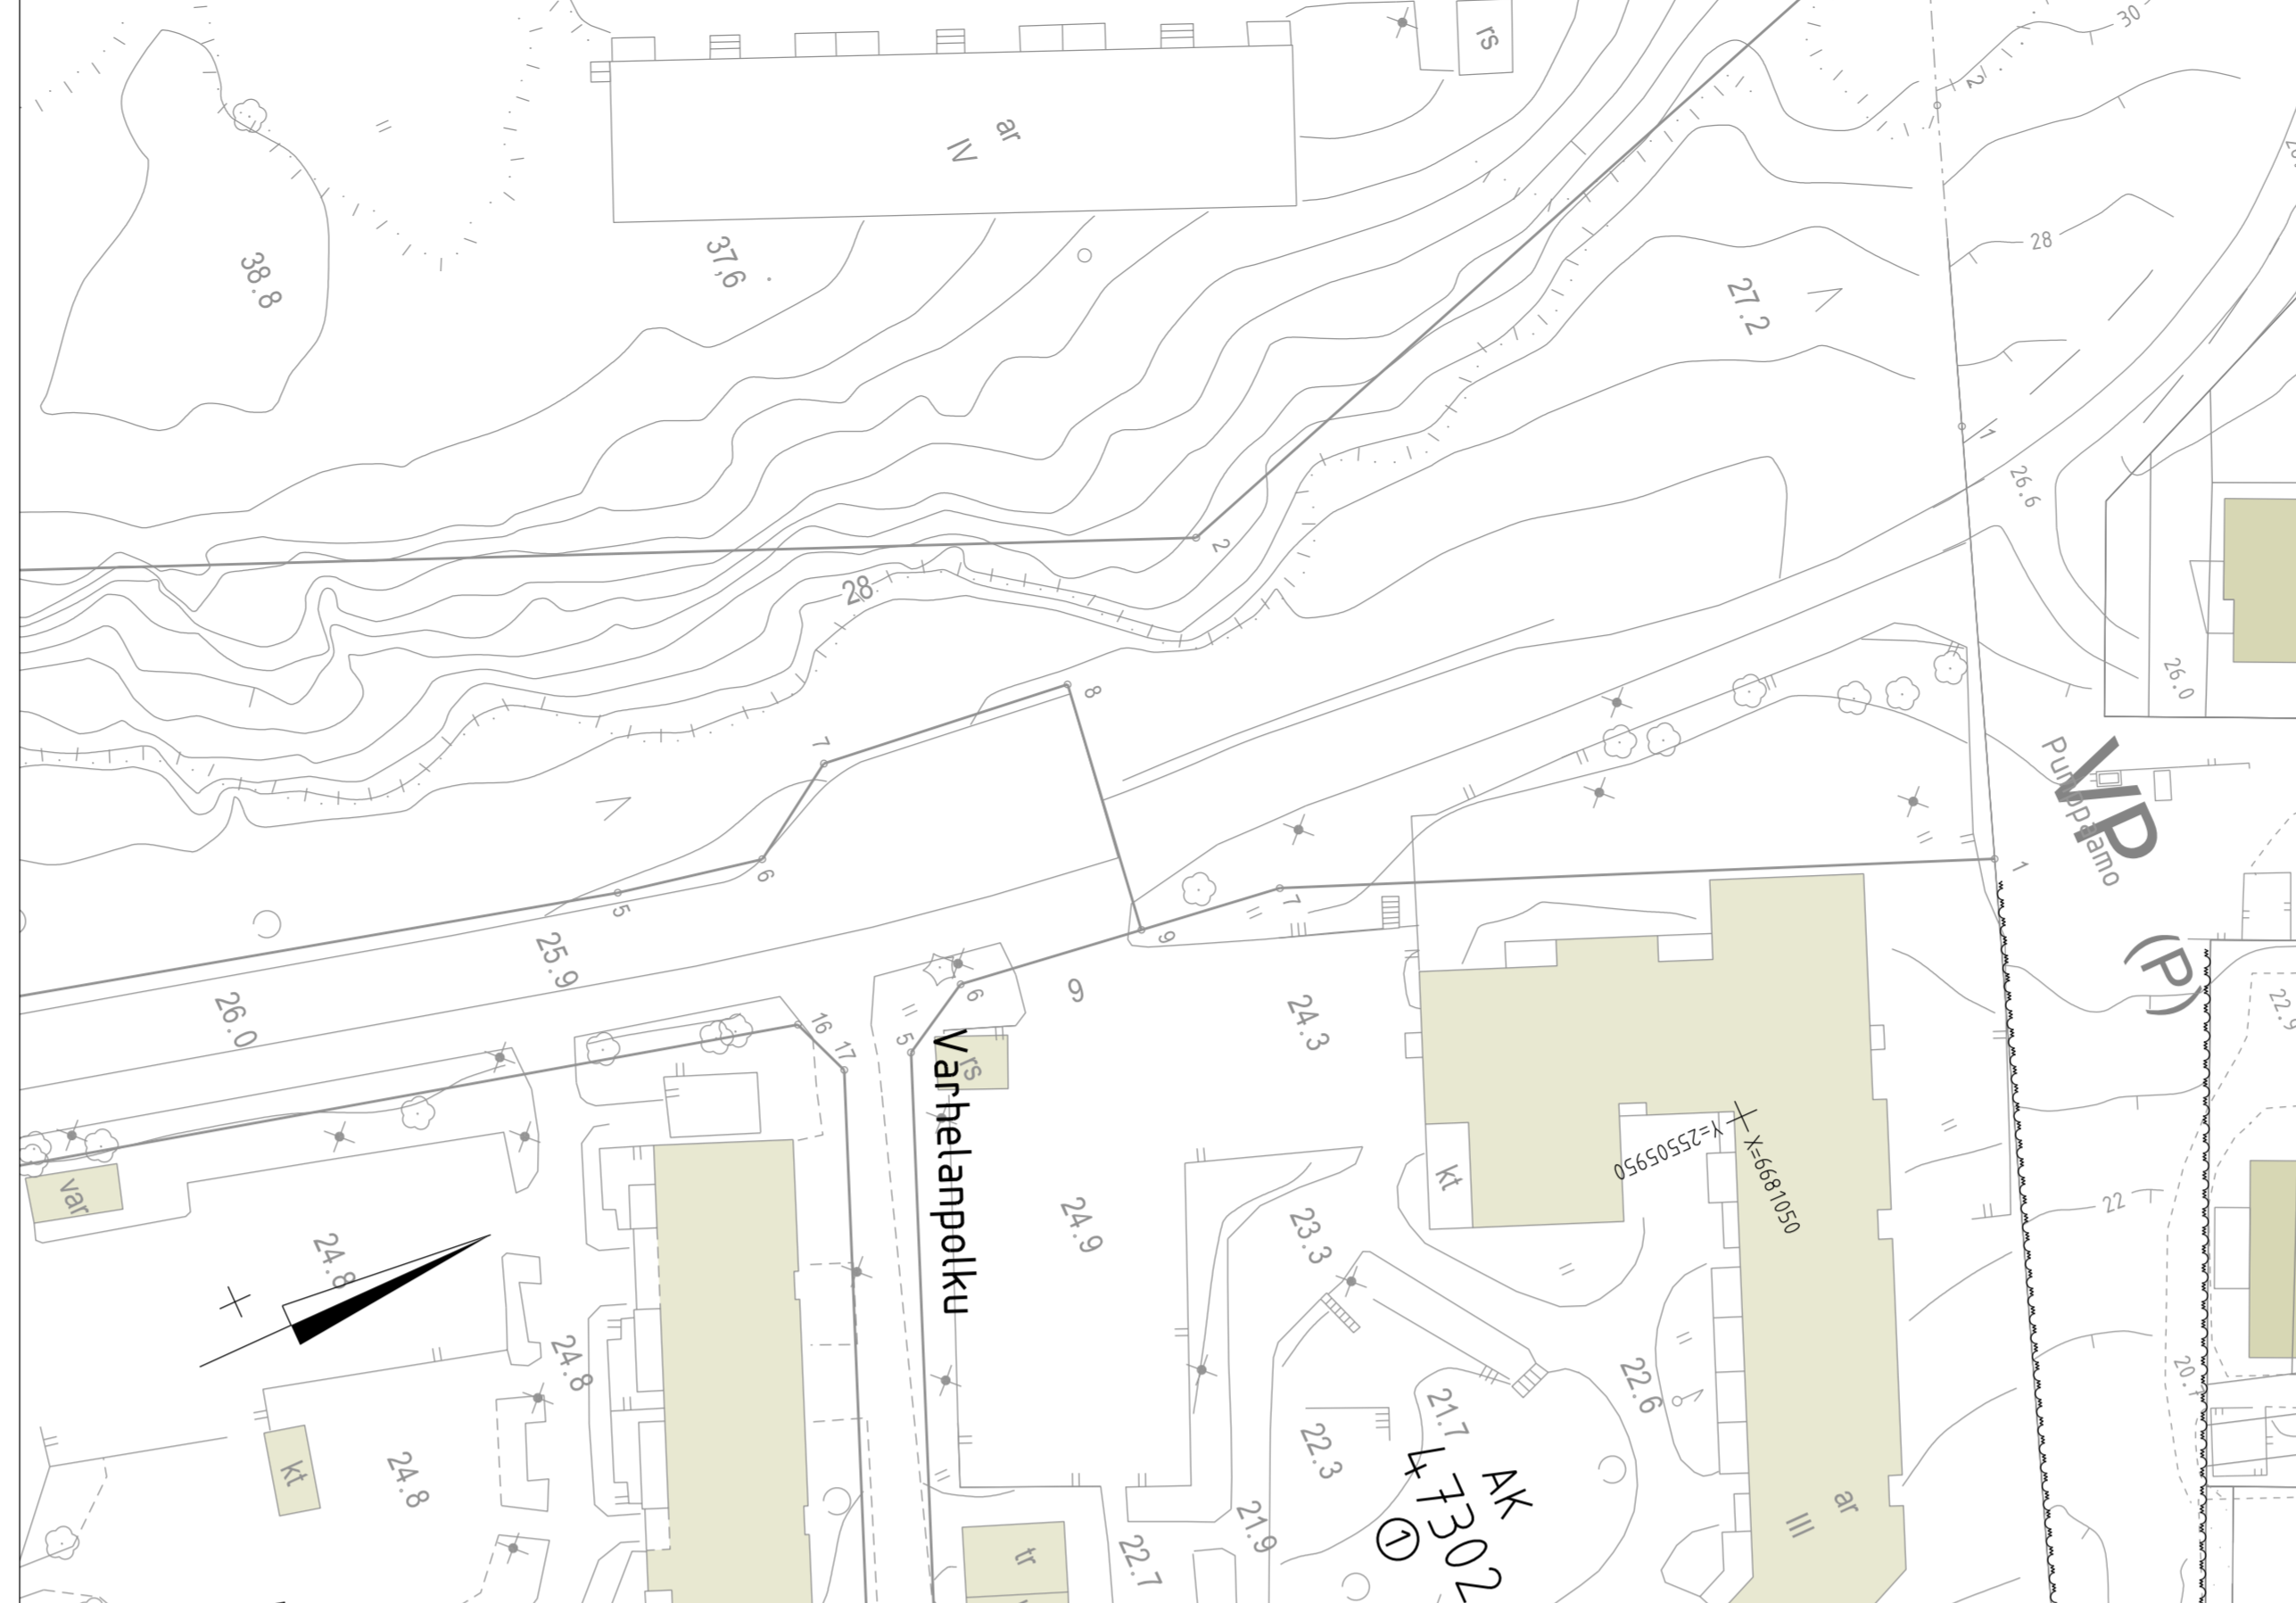 30
rs
2
ar
IV
28
38.8
37,6
27.2
1
26.6
2
28
26.0
8
7
Pumppaamo
VP
(P)
6
5
7
1
9
25.9
26.0
6
9
24.3
22.9
16
17
5
Varhelanpolku
rs
Y=25505950
X=6681050
kt
var
24.8
24.9
23.3
22
24.8
22.6
20.
21.7
22.3
kt
24.8
AK
47302
1
21.9
22.7
ar
III
tr